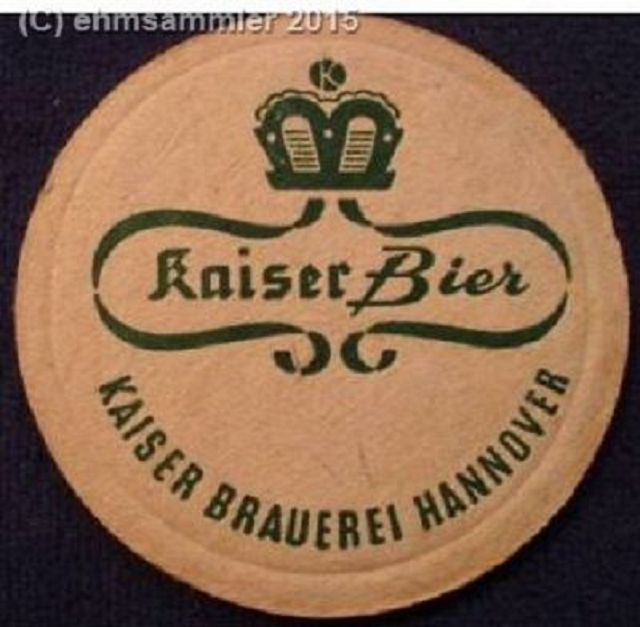 (C) ehmsammler 2015
K
Kaiser Bier
KAISER BRAUEREI HANNOVER